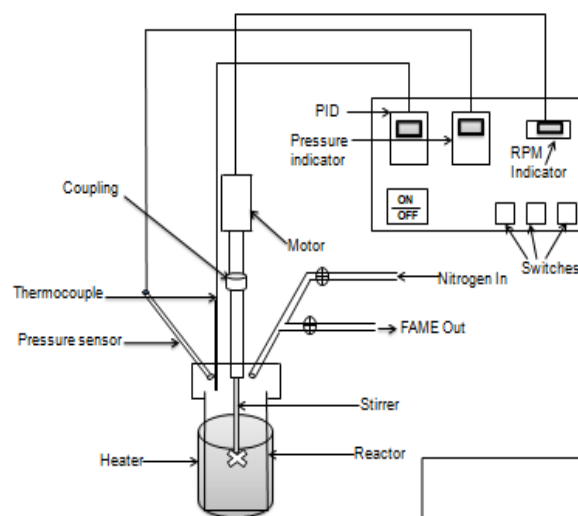 PID
Pressure
indicator
RPM
Indicator
ON
OFF
Switches
Coupling
Motor
Thermocouple
Nitrogen In
Pressure sensor
FAME Out
Stirrer
Heater
Reactor